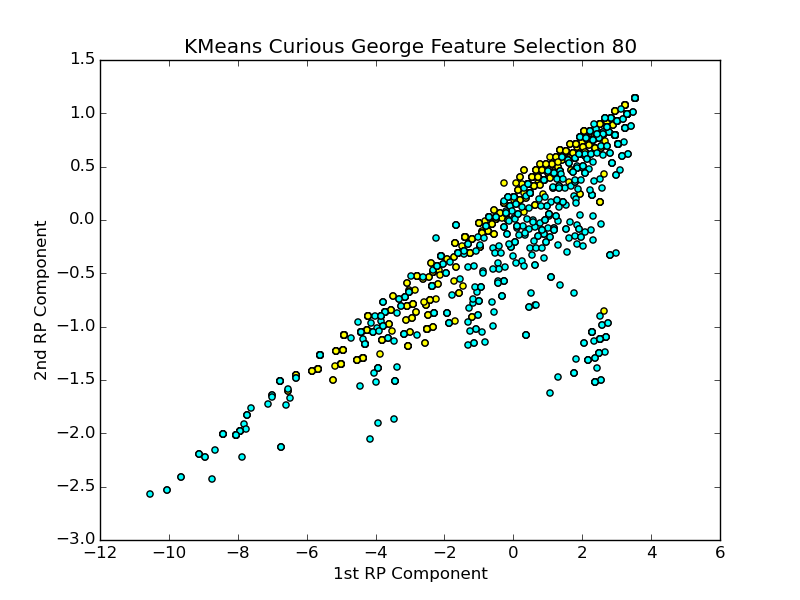 KMeans Curious George Feature Selection 80
1.5
1.0
0.5
0.0
−0.5
−1.0
−1.5
−2.0
−2.5
−3.0
2nd RP Component
−12 −10 −8 −6 −4 −2 0 2 4 6
1st RP Component